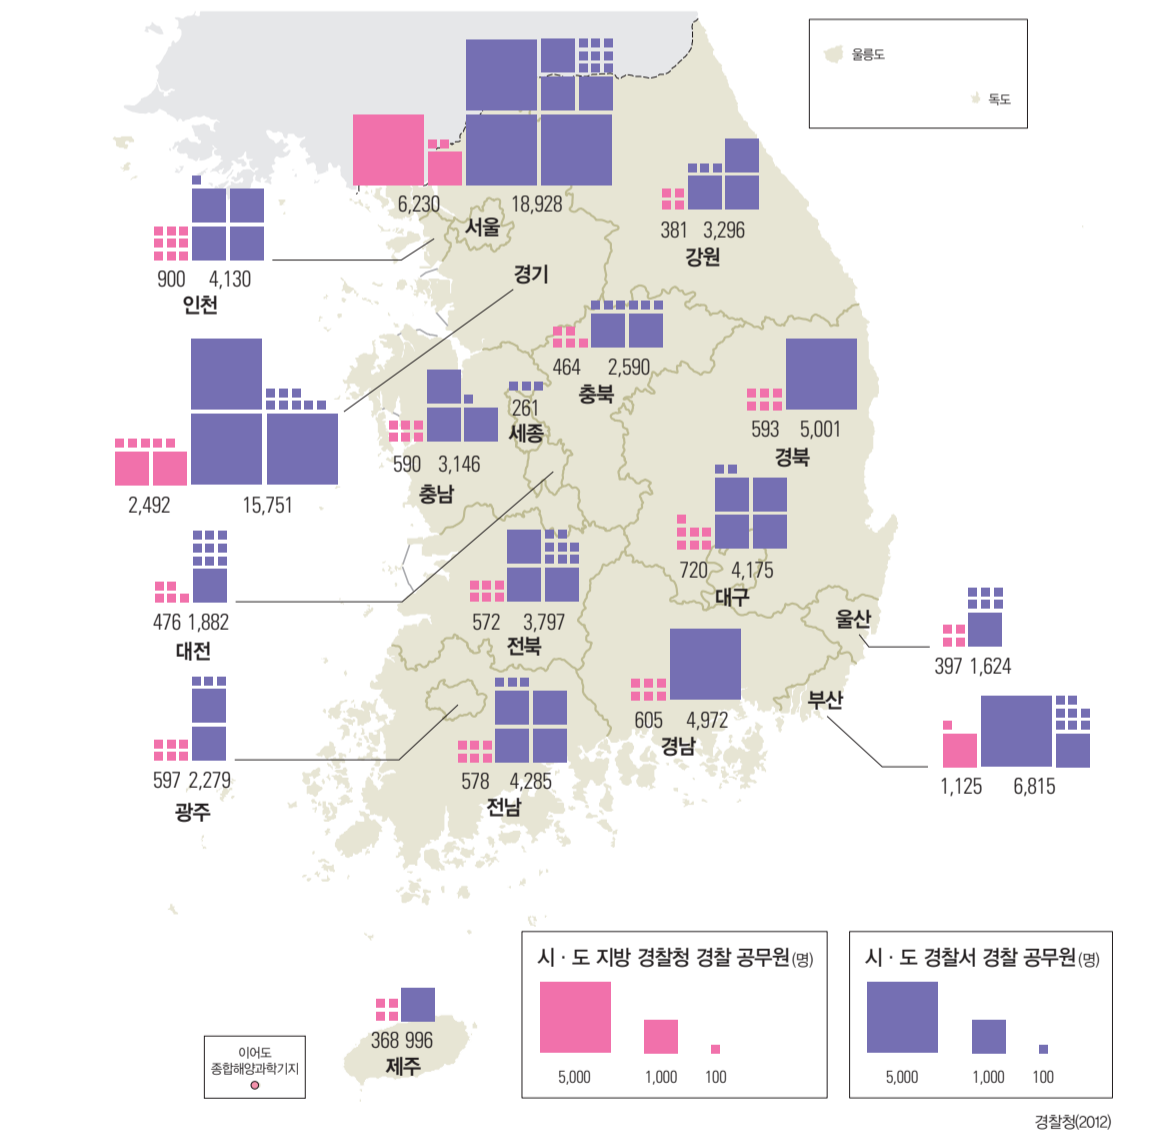 울릉도
독도
6,230 18,928
서울
381 3,296
강원
900 4,130
인천
경기
464 2,590
충북
261
세종
593 5,001
경북
590 3,146
충남
2,492 15,751
720 4,175
대구
476 1,882
대전
572 3,797
전북
울산
397 1,624
605 4,972
경남
부산
1,125 6,815
597 2,279
광주
578 4,285
전남
368 996
제주
이어도
종합해양과학기지
시·도 지방 경찰청 경찰 공무원(명)
5,000 1,000 100
시·도 경찰서 경찰 공무원(명)
5,000 1,000 100
경찰청(2012)